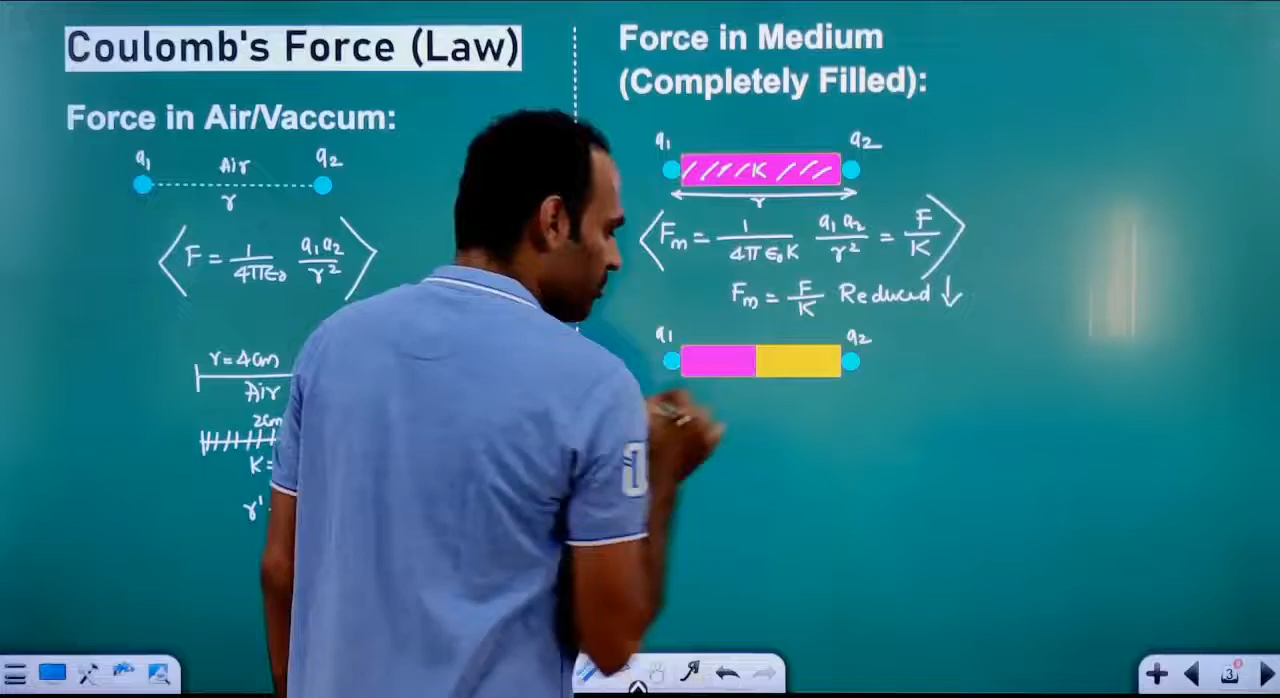 Coulomb's Force (Law)
Force in Air/Vaccum:
q1 Air q2
r
F = 1/4πϵ0 q1q2/r²
r = 4cm
Air
2cm
K =
r'
Force in Medium
(Completely Filled):
q1 q2
K
r
Fm = 1/4πϵ0K q1q2/r² = F/K
Fm = F/K Reduced ↓
q1 q2
3